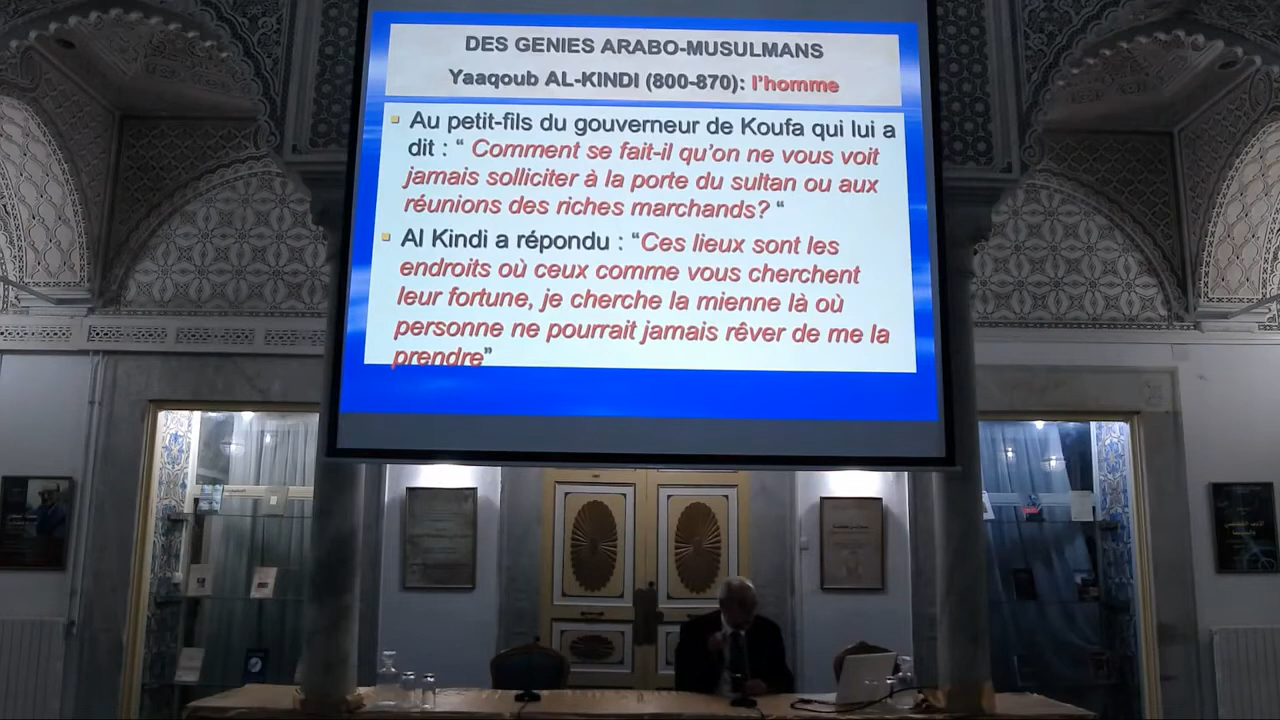 DES GENIES ARABO-MUSULMANS
Yaaqoub AL-KINDI (800-870): l'homme
Au petit-fils du gouverneur de Koufa qui lui a
dit : “ Comment se fait-il qu'on ne vous voit
jamais solliciter à la porte du sultan ou aux
réunions des riches marchands? “
Al Kindi a répondu : “Ces lieux sont les
endroits où ceux comme vous cherchent
leur fortune, je cherche la mienne là où
personne ne pourrait jamais rêver de me la
prendre”